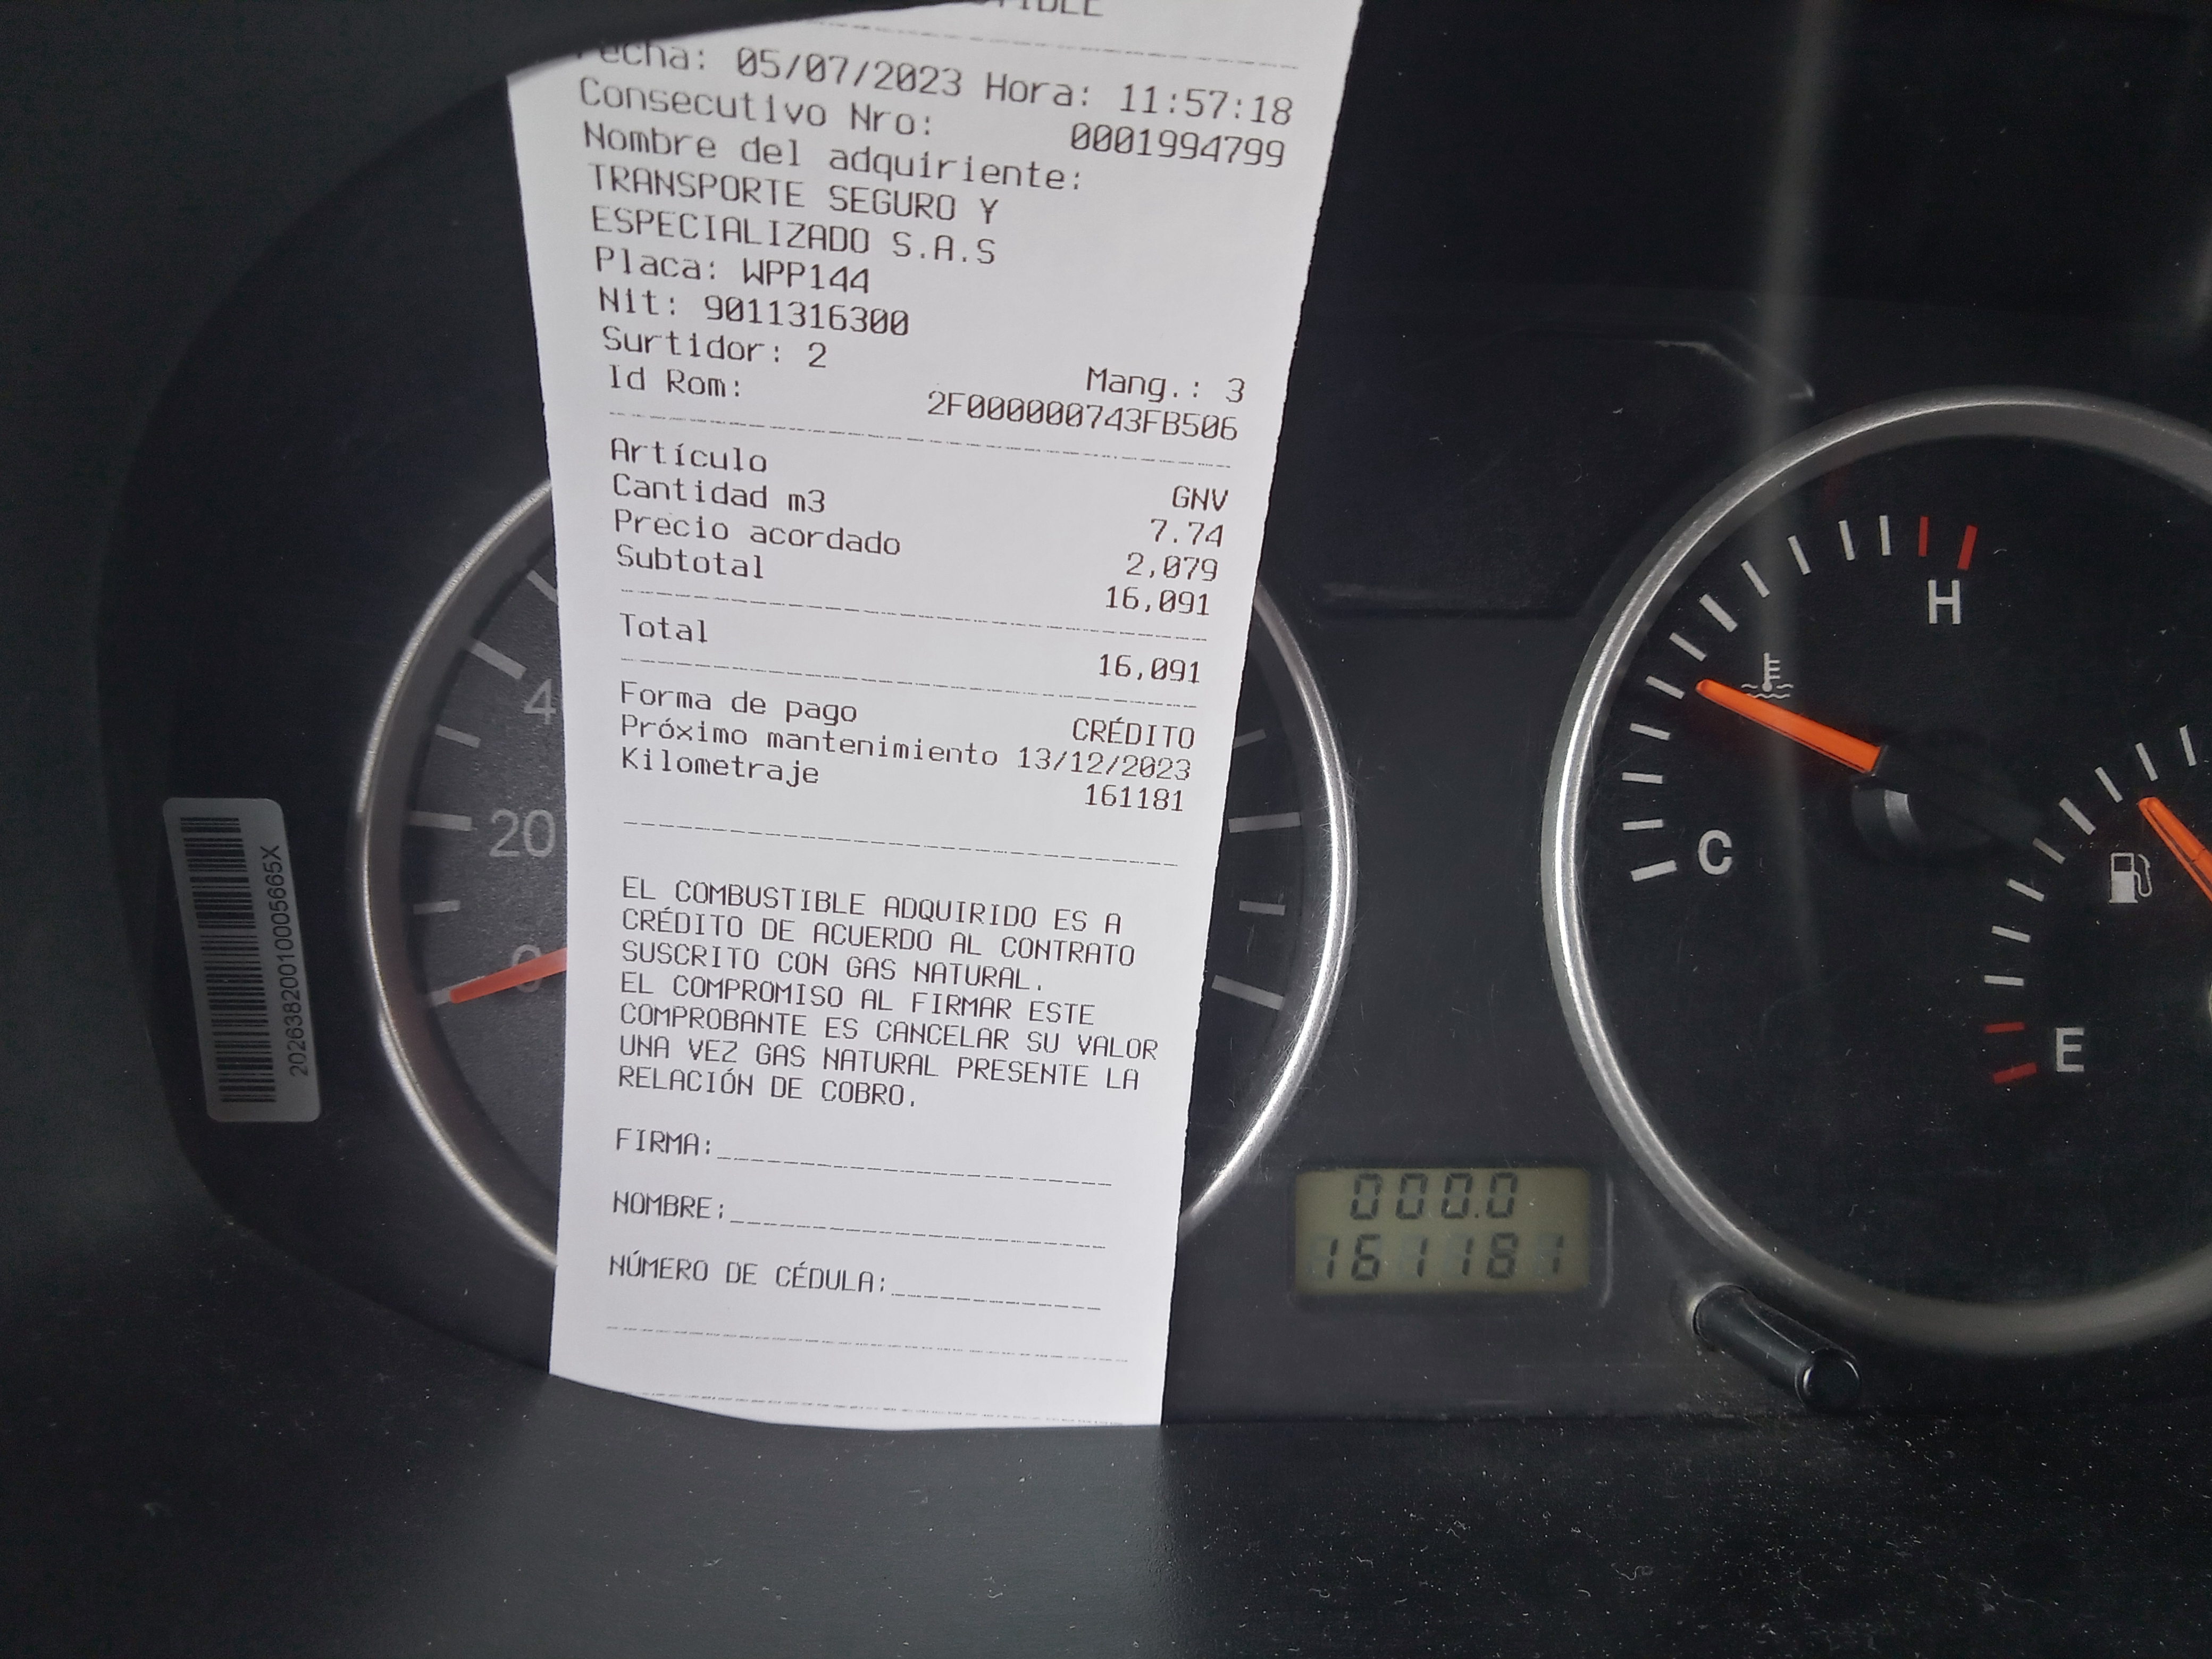 Fecha: 05/07/2023 Hora: 11:57:18
Consecutivo Nro: 0001994799
Nombre del adquiriente:
TRANSPORTE SEGURO Y
ESPECIALIZADO S.A.S
Placa: WPP144
Nit: 9011316300
Surtidor: 2 Mang.: 3
Id Rom: 2F000000743FB506
Artículo GNV
Cantidad m3 7.74
Precio acordado 2,079
Subtotal 16,091
Total 16,091
Forma de pago CRÉDITO
Próximo mantenimiento 13/12/2023
Kilometraje 161181
EL COMBUSTIBLE ADQUIRIDO ES A
CRÉDITO DE ACUERDO AL CONTRATO
SUSCRITO CON GAS NATURAL.
EL COMPROMISO AL FIRMAR ESTE
COMPROBANTE ES CANCELAR SU VALOR
UNA VEZ GAS NATURAL PRESENTE LA
RELACIÓN DE COBRO.
FIRMA:
NOMBRE:
NÚMERO DE CÉDULA:
20
0
H
C
E
000.0
161181